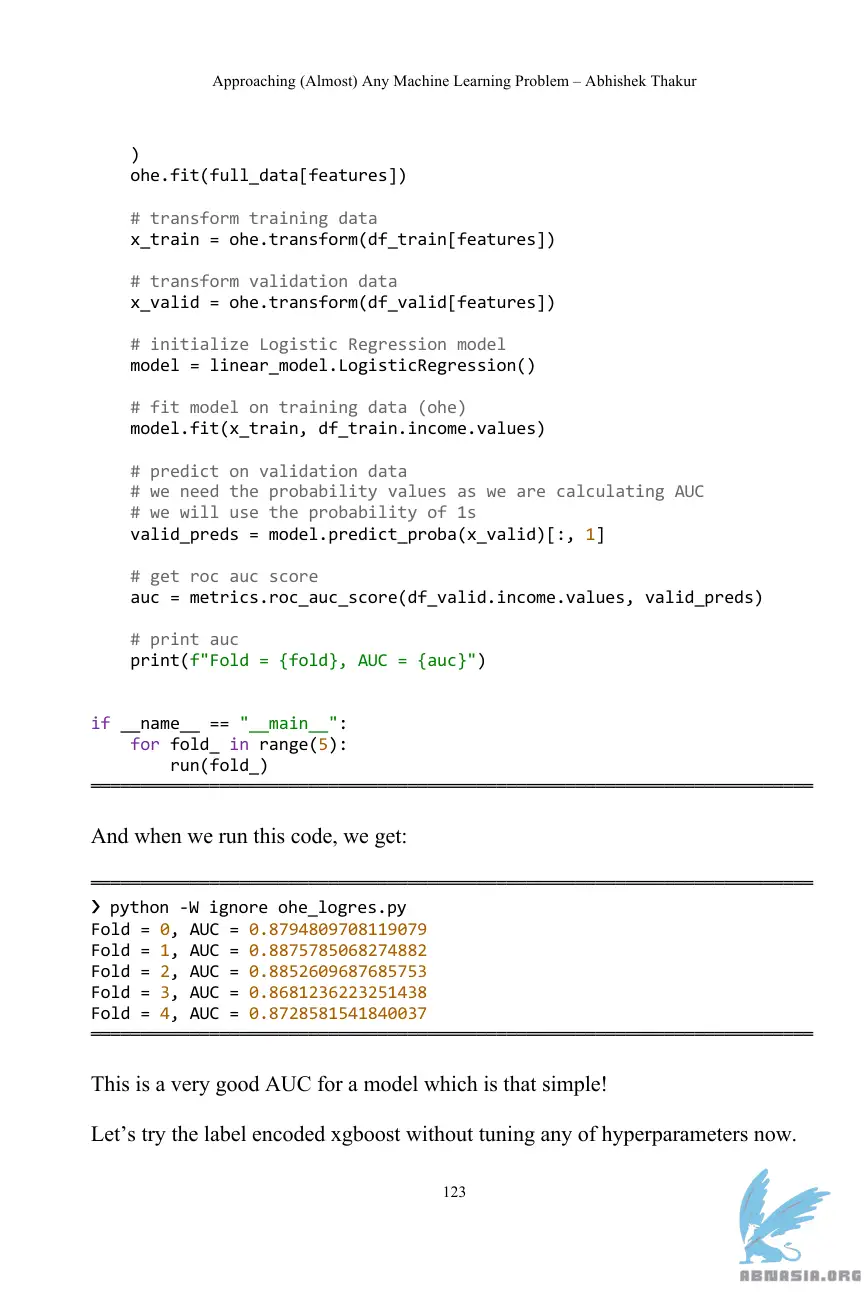 Approaching (Almost) Any Machine Learning Problem – Abhishek Thakur
    )
    ohe.fit(full_data[features])
    # transform training data
    x_train = ohe.transform(df_train[features])
    # transform validation data
    x_valid = ohe.transform(df_valid[features])
    # initialize Logistic Regression model
    model = linear_model.LogisticRegression()
    # fit model on training data (ohe)
    model.fit(x_train, df_train.income.values)
    # predict on validation data
    # we need the probability values as we are calculating AUC
    # we will use the probability of 1s
    valid_preds = model.predict_proba(x_valid)[:, 1]
    # get roc auc score
    auc = metrics.roc_auc_score(df_valid.income.values, valid_preds)
    # print auc
    print(f"Fold = {fold}, AUC = {auc}")
if __name__ == "__main__":
    for fold_ in range(5):
        run(fold_)
And when we run this code, we get:
❯ python -W ignore ohe_logres.py
Fold = 0, AUC = 0.8794809708119079
Fold = 1, AUC = 0.8875785068274882
Fold = 2, AUC = 0.8852609687685753
Fold = 3, AUC = 0.8681236223251438
Fold = 4, AUC = 0.8728581541840037
This is a very good AUC for a model which is that simple!
Let’s try the label encoded xgboost without tuning any of hyperparameters now.
123
ABNASIA.ORG